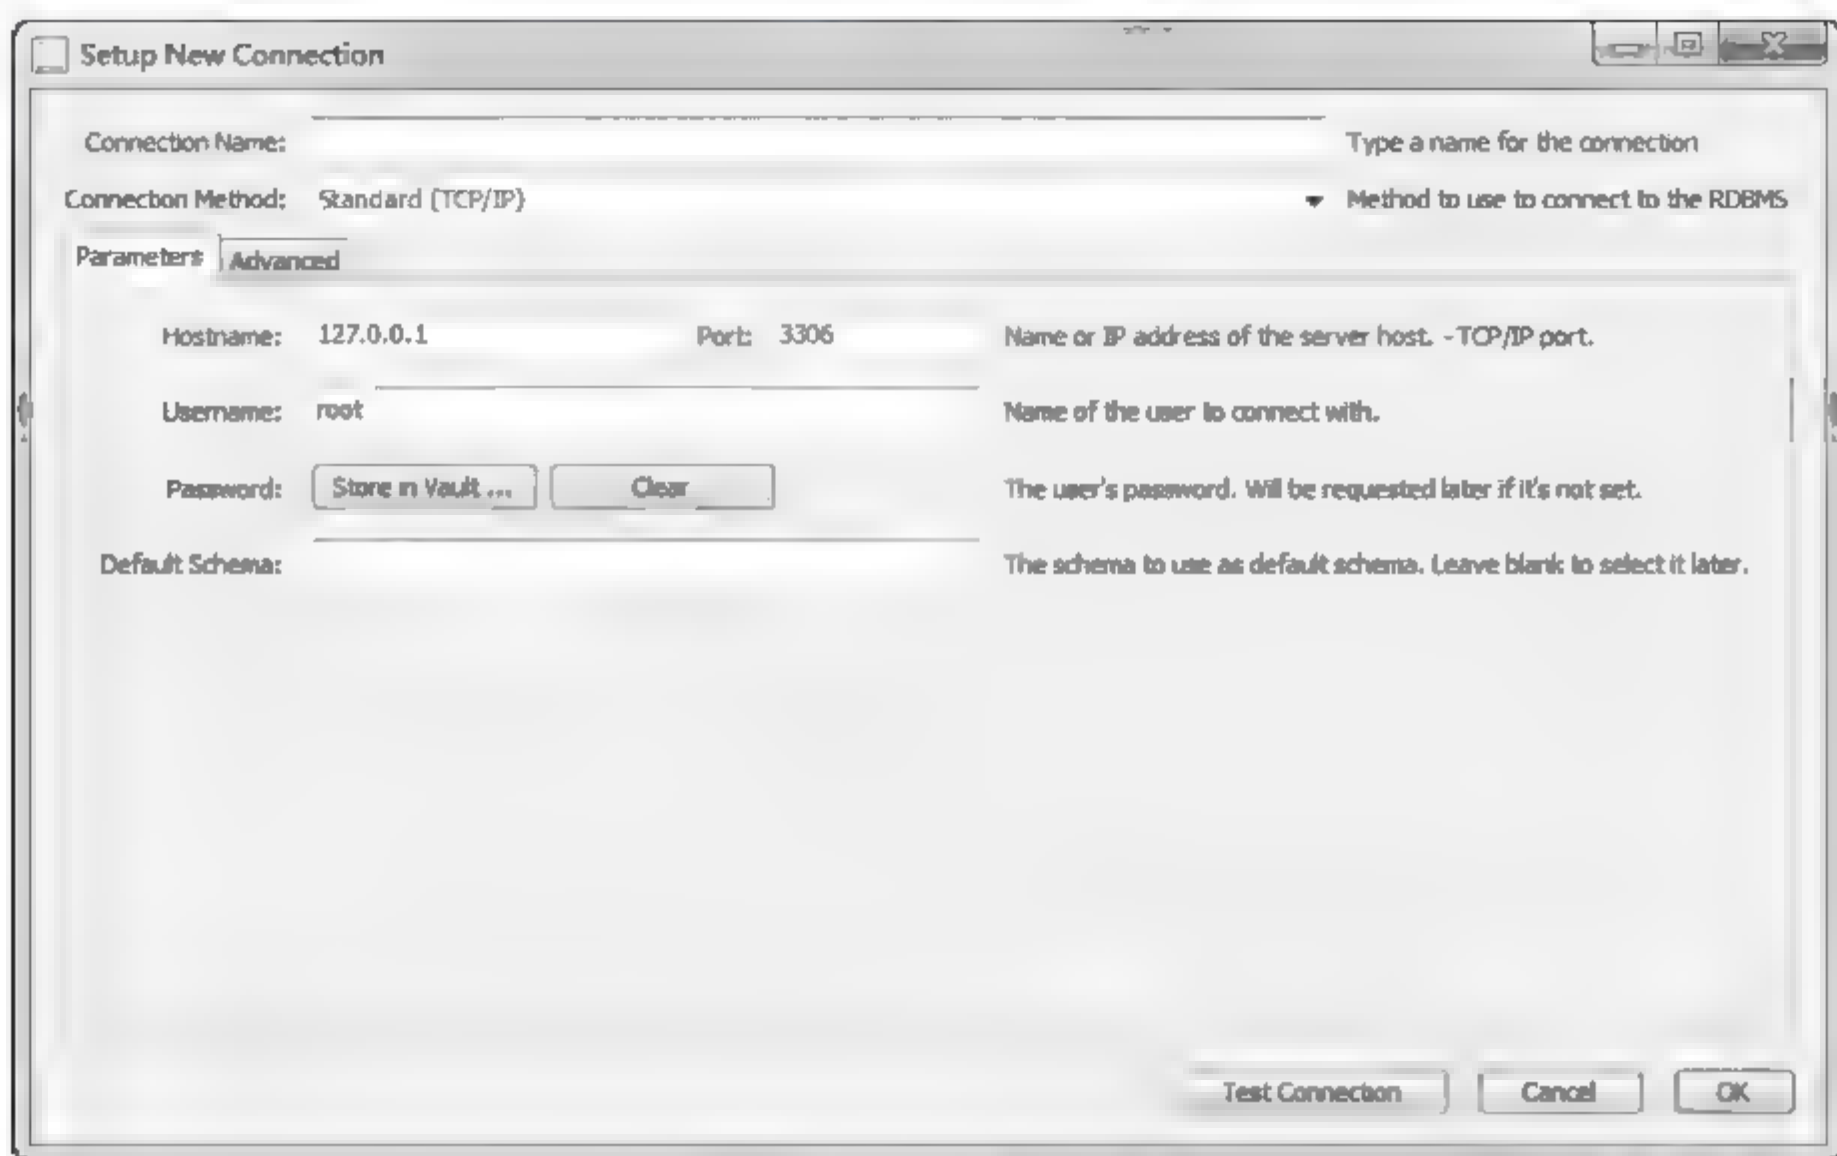 Setup New Connection
Connection Name: Type a name for the connection
Connection Method: Standard (TCP/IP) Method to use to connect to the RDBMS
Parameters Advanced
Hostname: 127.0.0.1 Port: 3306 Name or IP address of the server host. - TCP/IP port.
Username: root Name of the user to connect with.
Password: Store in Vault ... Clear The user's password. Will be requested later if it's not set.
Default Schema: The schema to use as default schema. Leave blank to select it later.
Test Connection Cancel OK